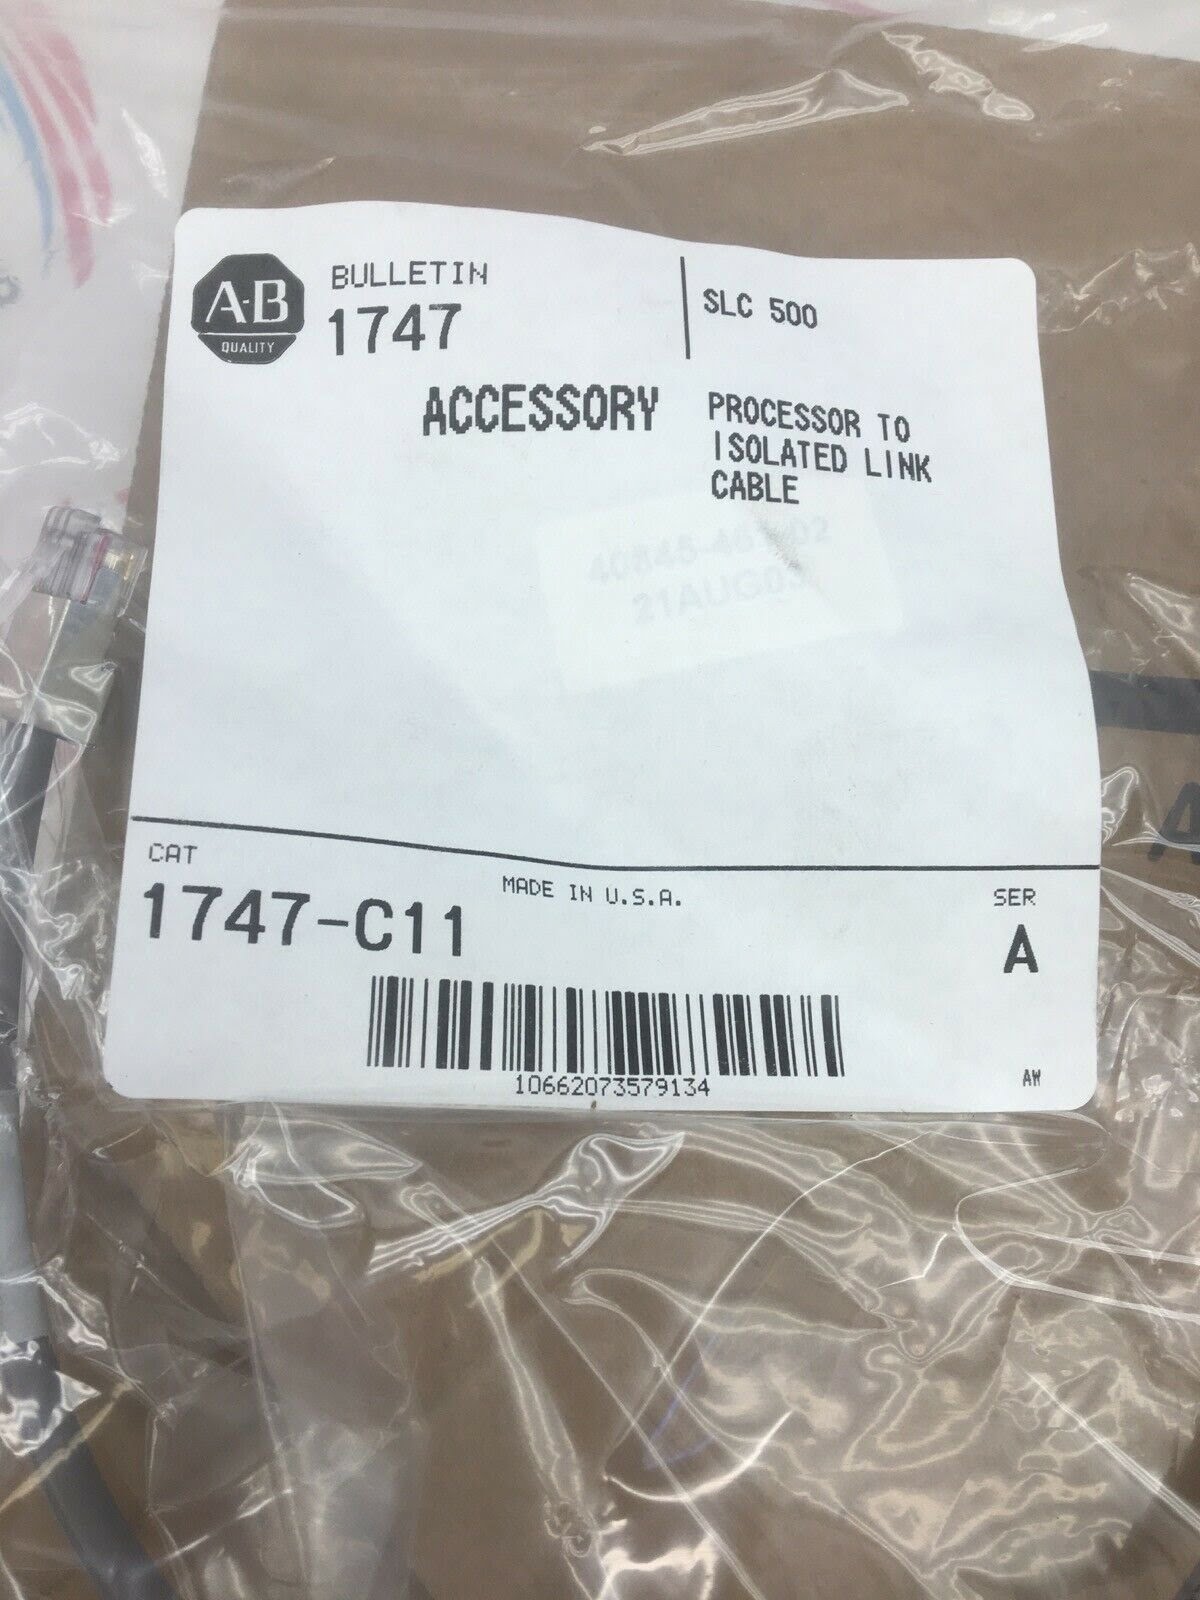 A-B
QUALITY
BULLETIN
1747
SLC 500
ACCESSORY
PROCESSOR TO
ISOLATED LINK
CABLE
21AUG03
CAT
1747-C11
MADE IN U.S.A.
SER
A
10662073579134
AW